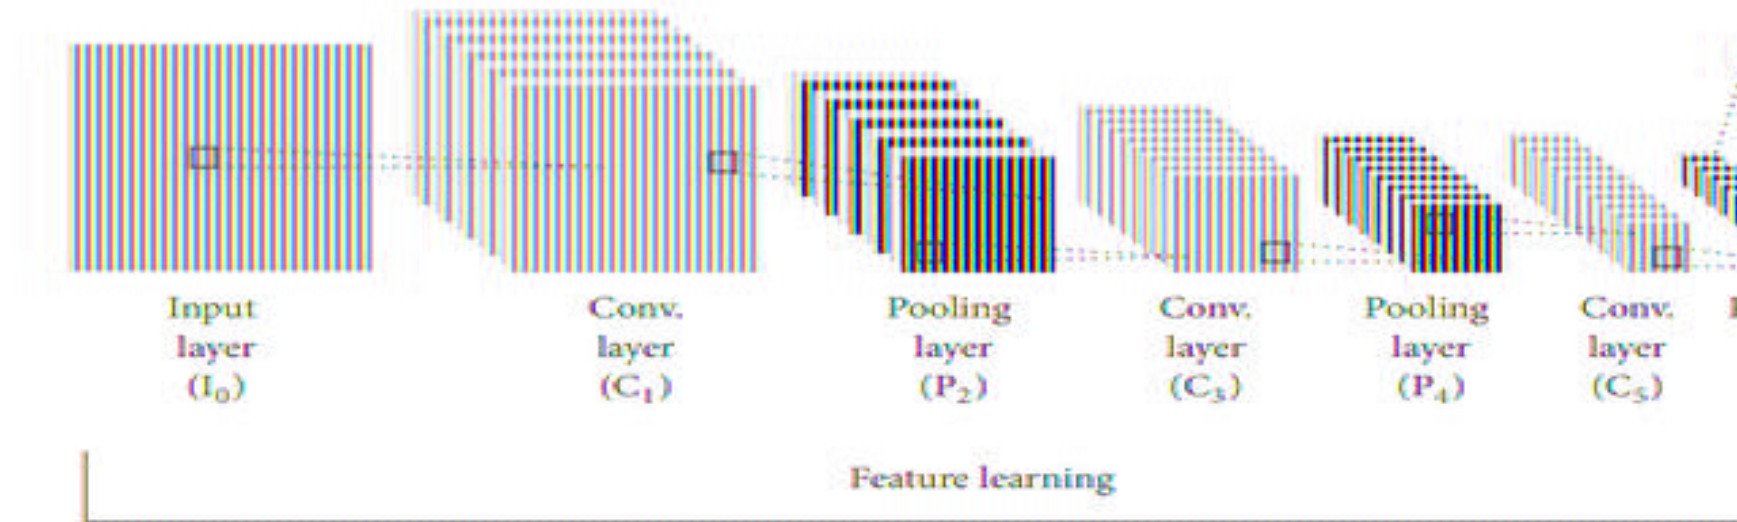 Input layer (I₀)
Conv. layer (C₁)
Pooling layer (P₂)
Conv. layer (C₃)
Pooling layer (P₄)
Conv. layer (C₅)
Feature learning